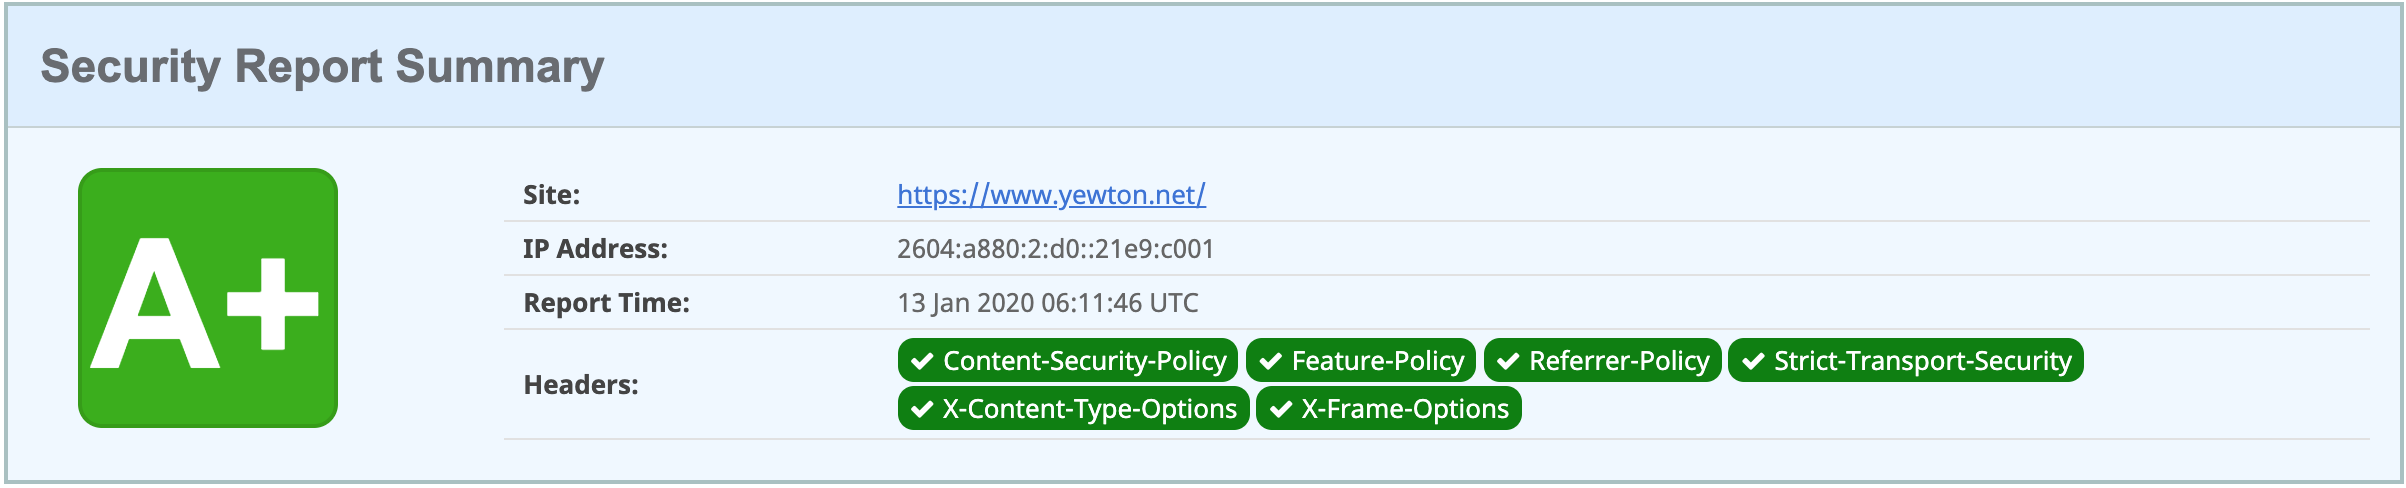 Security Report Summary
A+
Site: https://www.yewton.net/
IP Address: 2604:a880:2:d0::21e9:c001
Report Time: 13 Jan 2020 06:11:46 UTC
Headers: ✔ Content-Security-Policy ✔ Feature-Policy ✔ Referrer-Policy ✔ Strict-Transport-Security
✔ X-Content-Type-Options ✔ X-Frame-Options